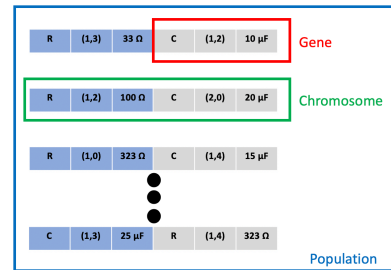 R (1,3) 33 Ω C (1,2) 10 µF Gene
R (1,2) 100 Ω C (2,0) 20 µF Chromosome
R (1,0) 323 Ω C (1,4) 15 µF
C (1,3) 25 µF R (1,4) 323 Ω
Population